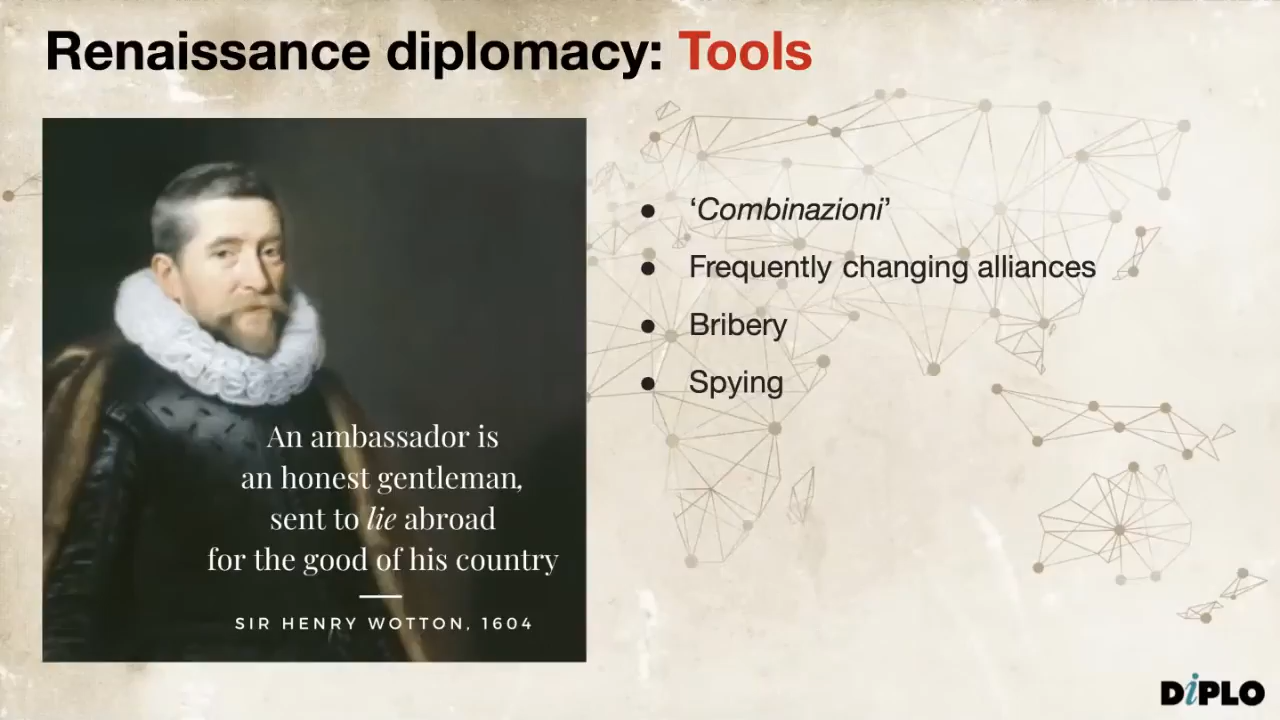 Renaissance diplomacy: Tools
An ambassador is
an honest gentleman,
sent to lie abroad
for the good of his country
SIR HENRY WOTTON, 1604
● ‘Combinazioni’
● Frequently changing alliances
● Bribery
● Spying
DiPLO